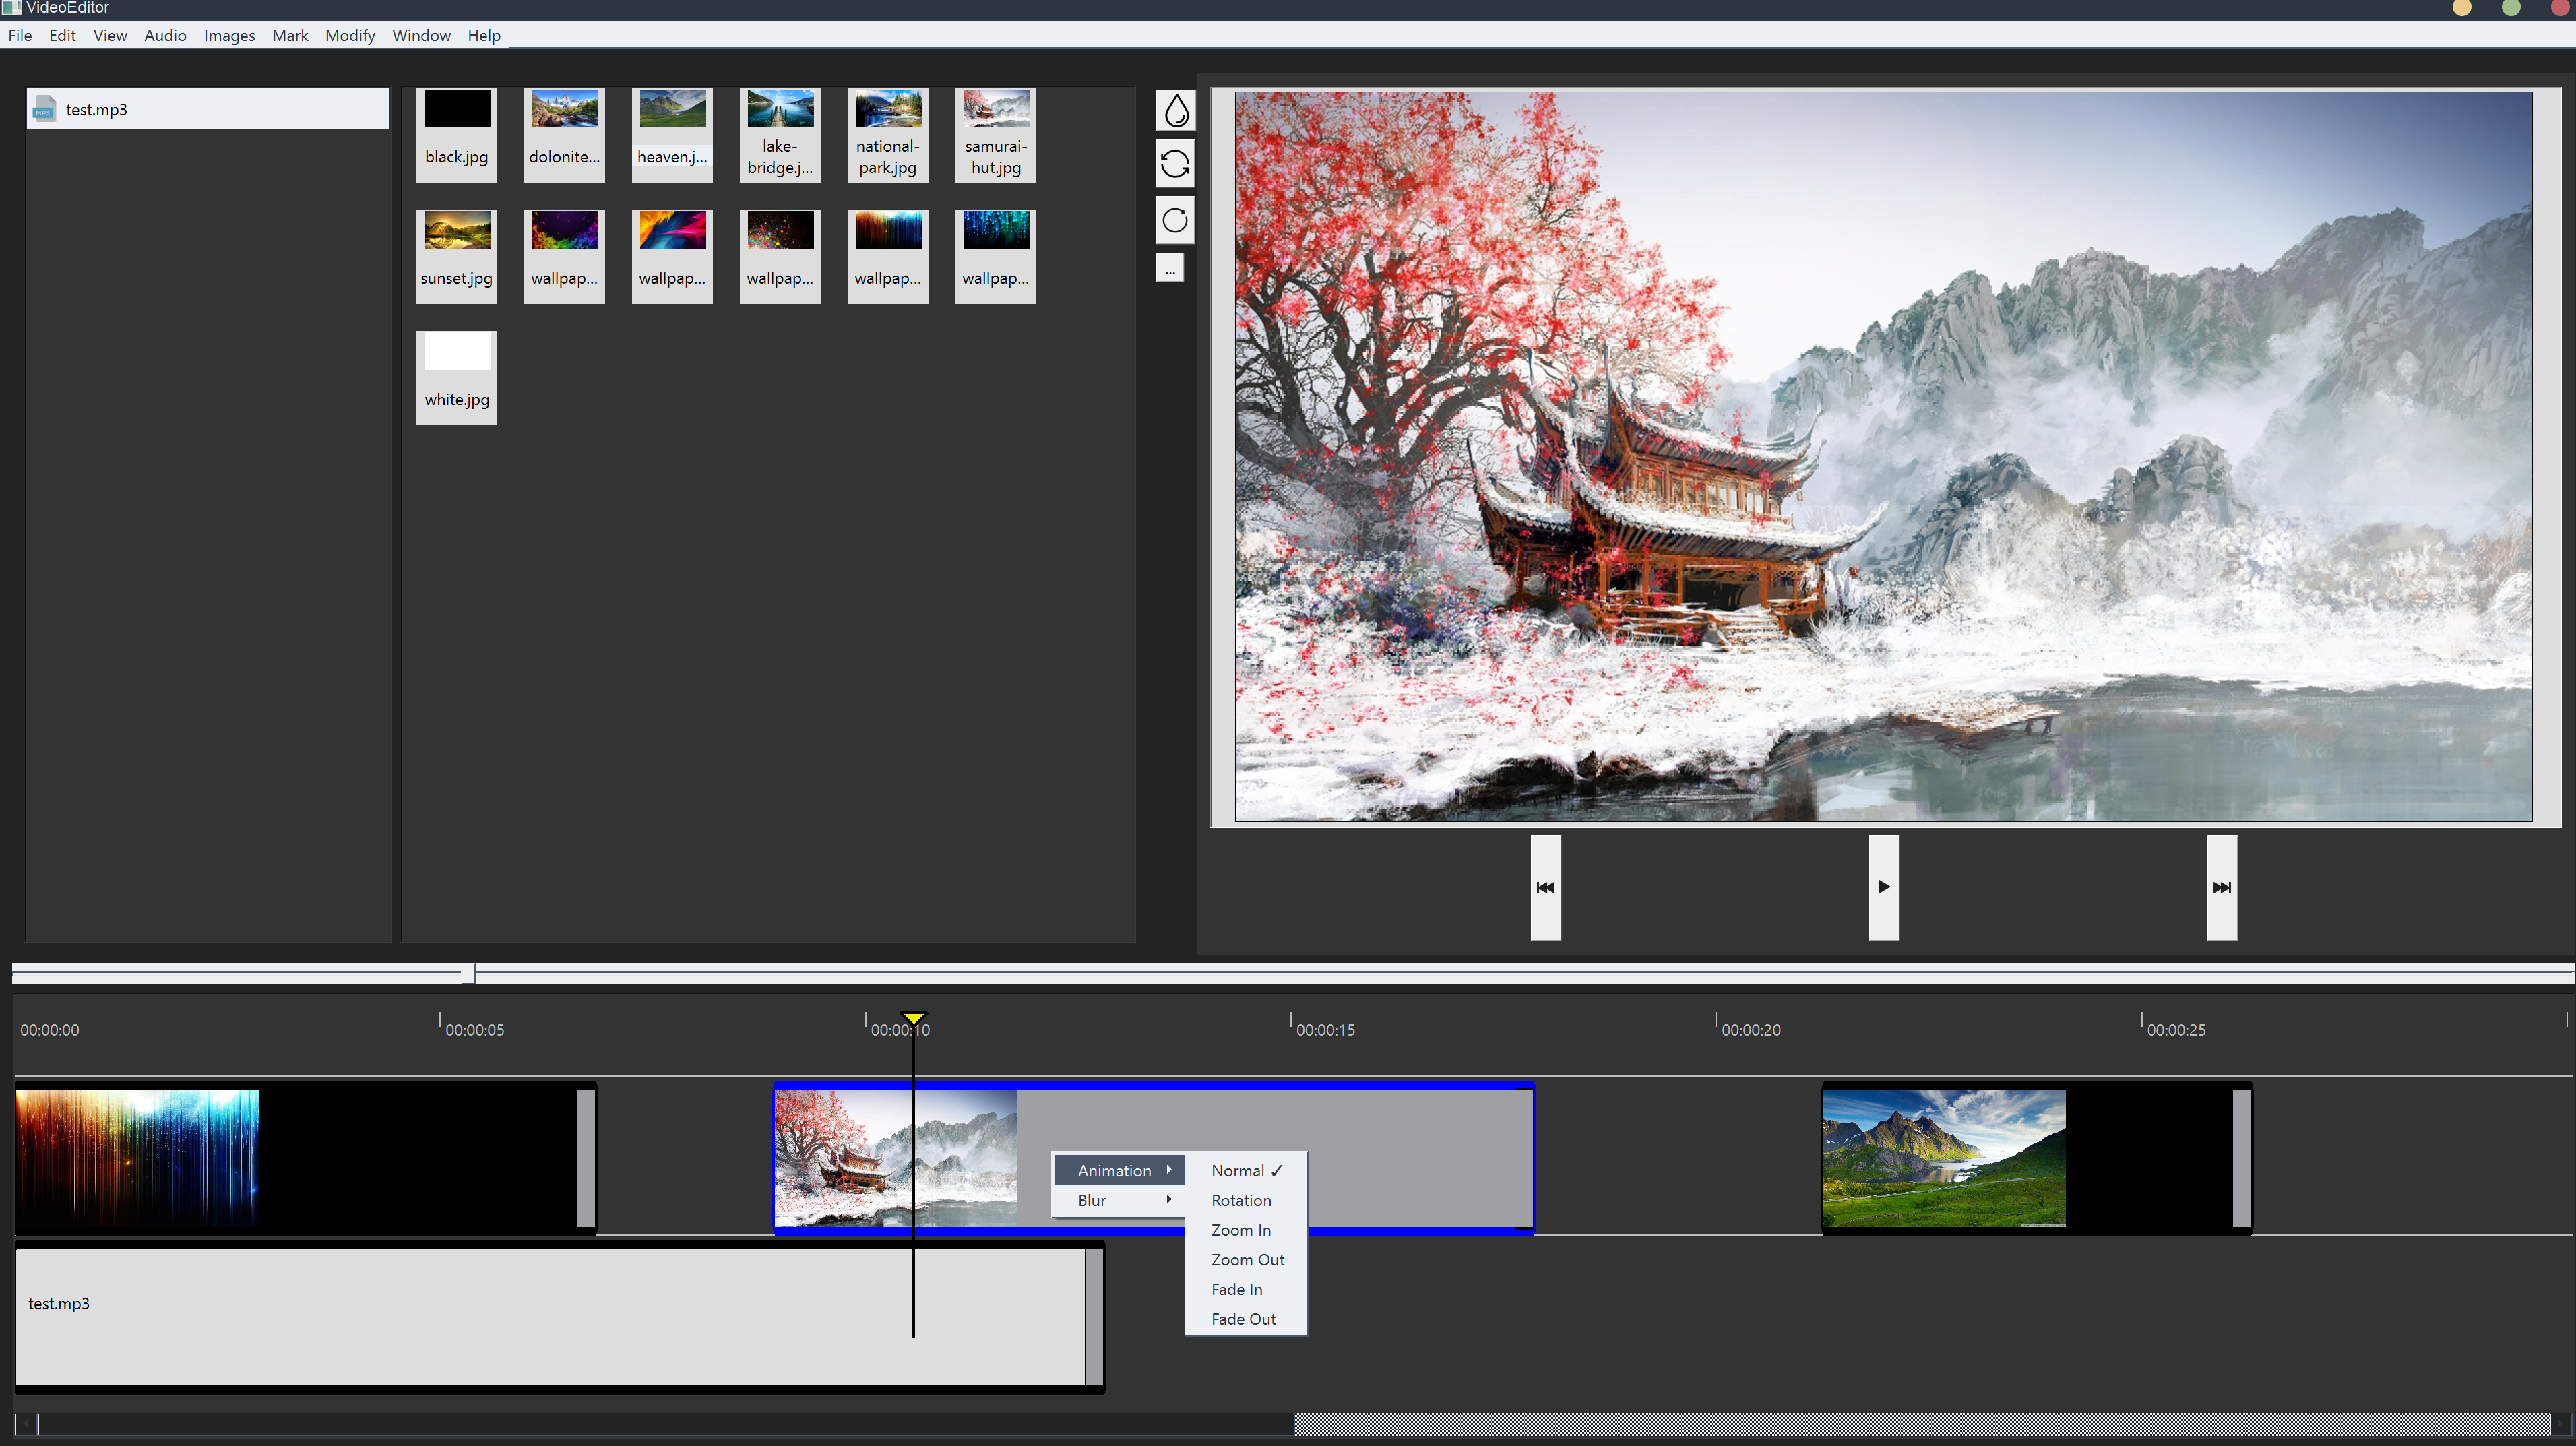 VideoEditor
File Edit View Audio Images Mark Modify Window Help
test.mp3
MP3
black.jpg
dolonite...
heaven.j...
lake-
bridge.j...
national-
park.jpg
samurai-
hut.jpg
sunset.jpg
wallpap...
wallpap...
wallpap...
wallpap...
wallpap...
white.jpg
...
00:00:00
00:00:05
00:00:10
00:00:15
00:00:20
00:00:25
Animation
Blur
Normal ✓
Rotation
Zoom In
Zoom Out
Fade In
Fade Out
test.mp3